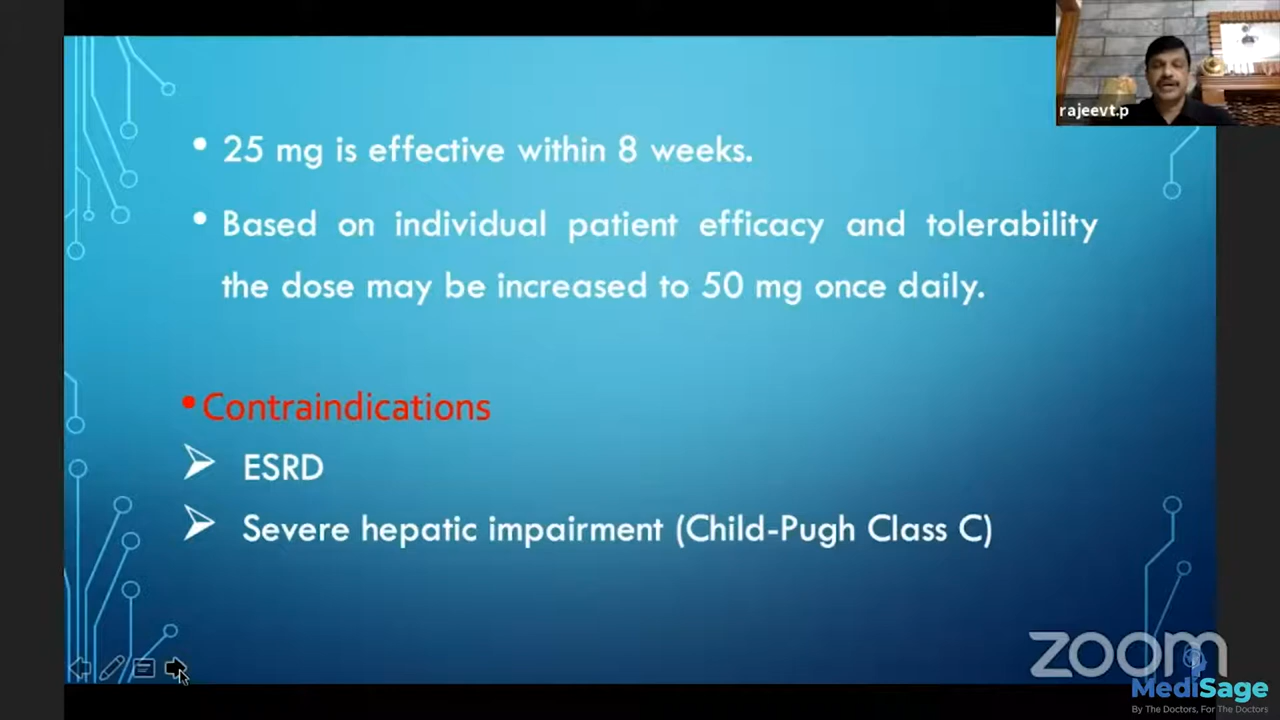 rajeevt.p
• 25 mg is effective within 8 weeks.
• Based on individual patient efficacy and tolerability
the dose may be increased to 50 mg once daily.
• Contraindications
➢ ESRD
➢ Severe hepatic impairment (Child-Pugh Class C)
zoom
MediSage
By The Doctors, For The Doctors